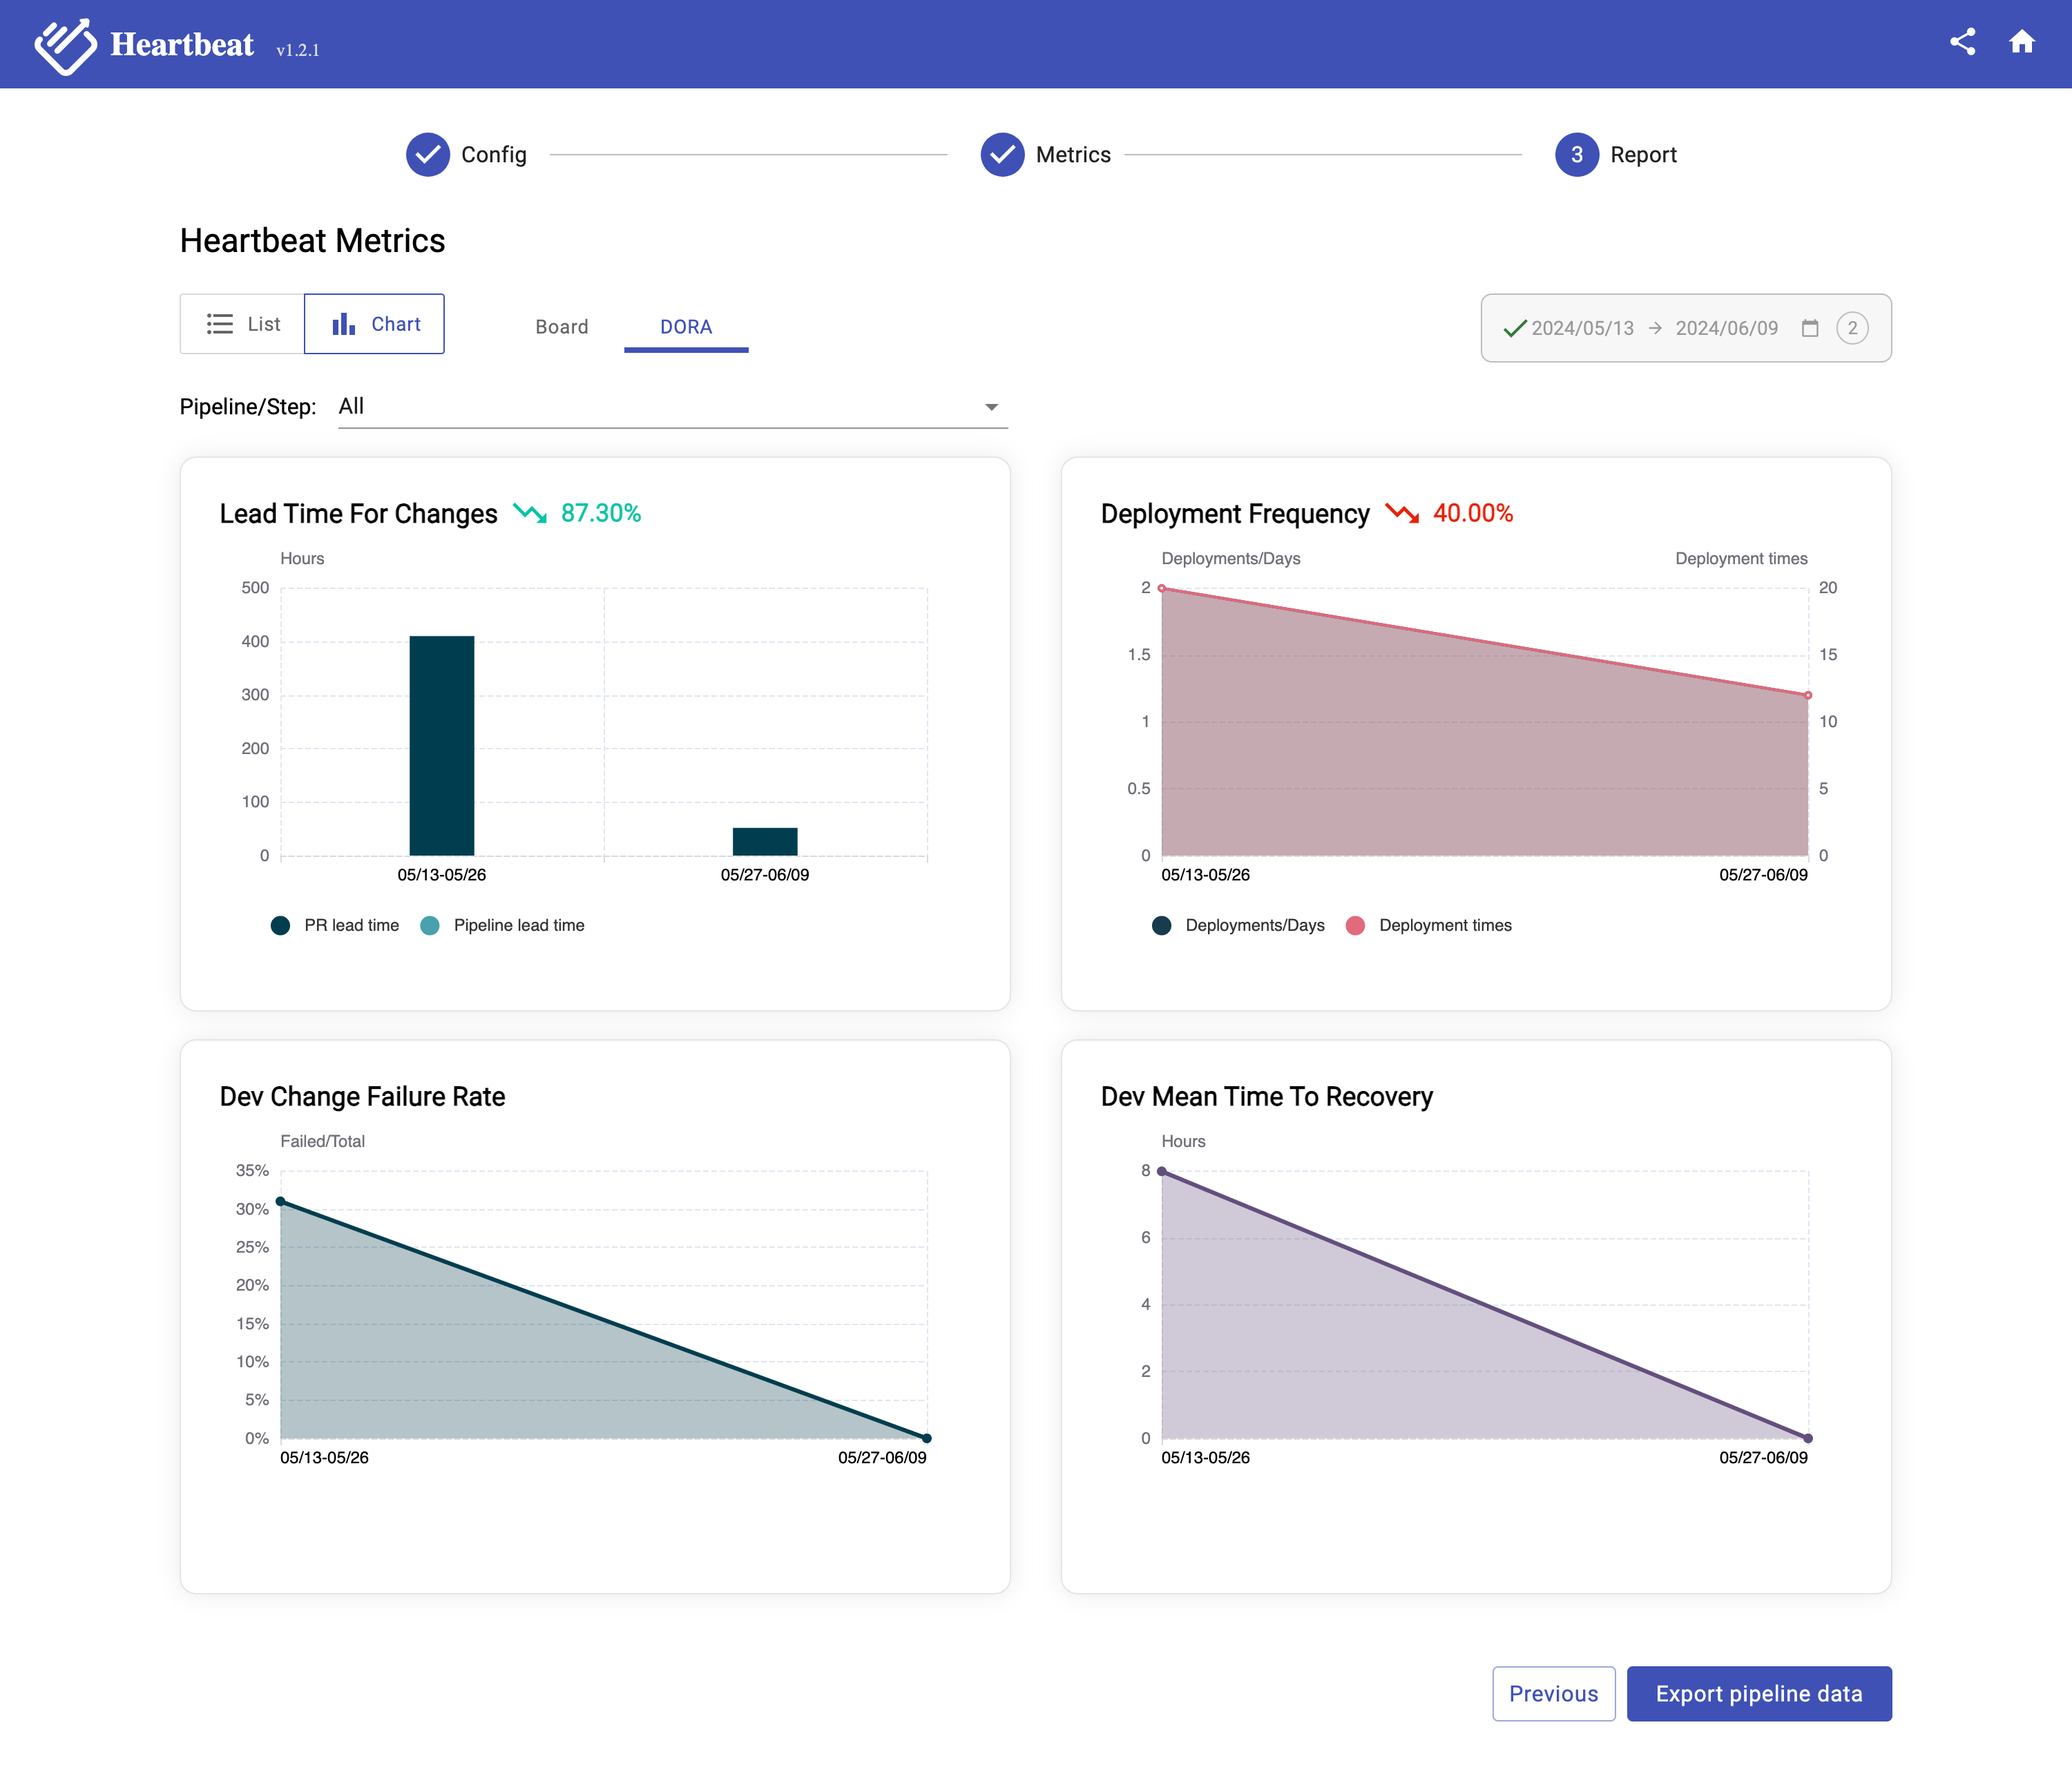 Heartbeat v1.2.1
Config
Metrics
3 Report
Heartbeat Metrics
List
Chart
Board
DORA
2024/05/13 → 2024/06/09 2
Pipeline/Step: All
Lead Time For Changes 87.30%
Hours
500
400
300
200
100
0
05/13-05/26 05/27-06/09
PR lead time Pipeline lead time
Deployment Frequency 40.00%
Deployments/Days Deployment times
2 20
1.5 15
1 10
0.5 5
0 0
05/13-05/26 05/27-06/09
Deployments/Days Deployment times
Dev Change Failure Rate
Failed/Total
35%
30%
25%
20%
15%
10%
5%
0%
05/13-05/26 05/27-06/09
Dev Mean Time To Recovery
Hours
8
6
4
2
0
05/13-05/26 05/27-06/09
Previous
Export pipeline data